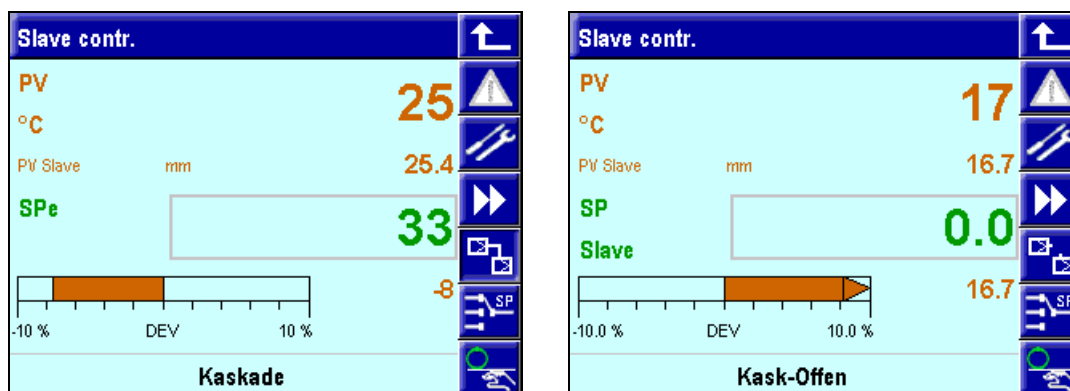 Slave contr.
PV
25
°C
PV Slave mm 25.4
SPe
33
-8
SP
-10 % DEV 10 %
Kaskade
Slave contr.
PV
17
°C
PV Slave mm 16.7
SP
0.0
Slave
16.7
SP
-10.0 % DEV 10.0 %
Kask-Offen